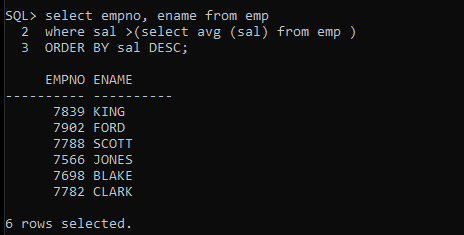 SQL> select empno, ename from emp
  2  where sal >(select avg (sal) from emp )
  3  ORDER BY sal DESC;

     EMPNO ENAME
---------- ----------
      7839 KING
      7902 FORD
      7788 SCOTT
      7566 JONES
      7698 BLAKE
      7782 CLARK

6 rows selected.